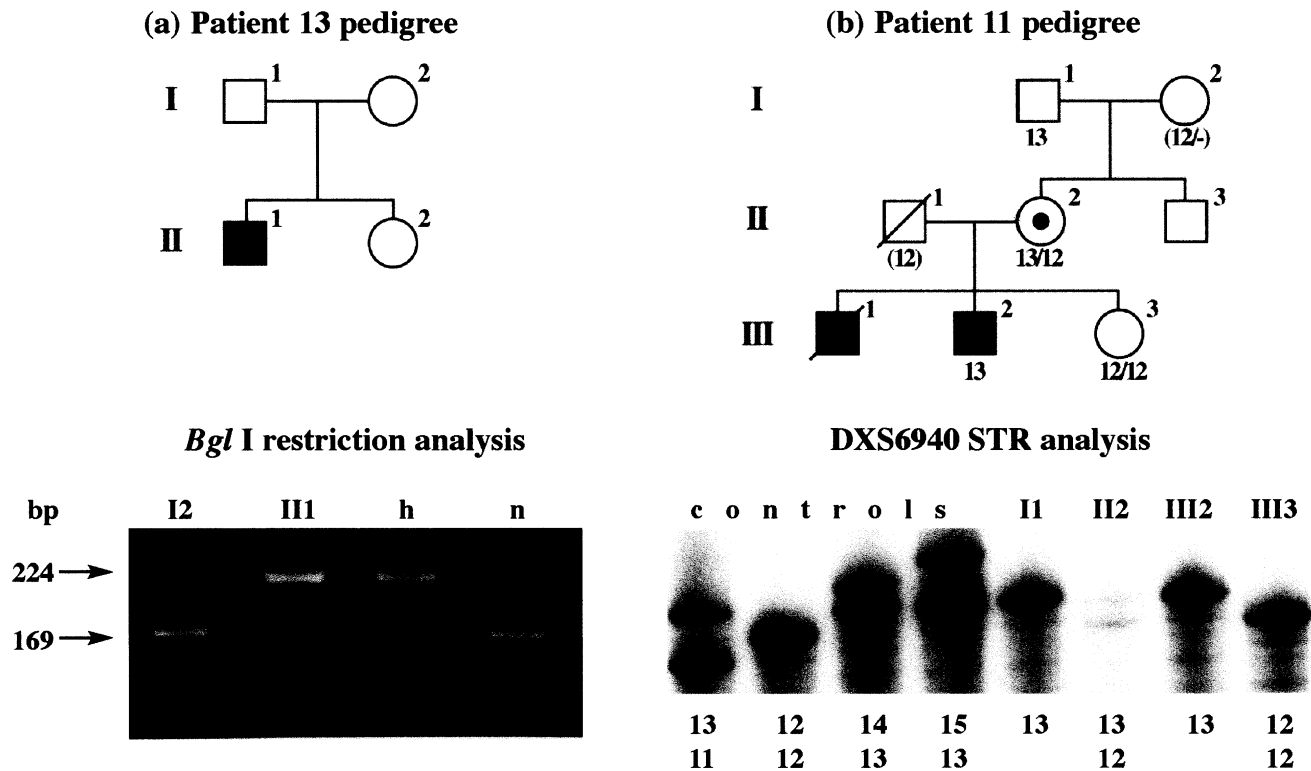 (a) Patient 13 pedigree
I
1
2
II
1
2
Bgl I restriction analysis
bp I2 II1 h n
224
169
(b) Patient 11 pedigree
I
1
2
13 (12/-)
II
1
2
3
(12) 13/12
III
1
2
3
13 12/12
DXS6940 STR analysis
c o n t r o l s I1 II2 III2 III3
13 12 14 15 13 13 13 12
11 12 13 13 12 12